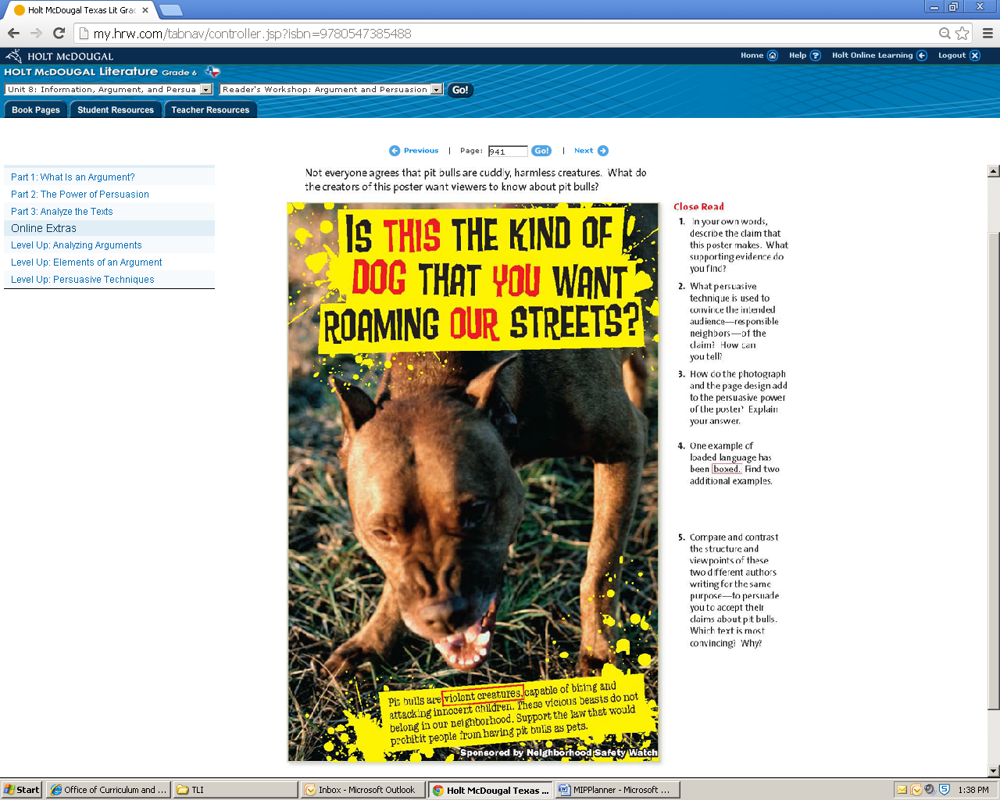 Holt McDougal Texas Lit Grad
my.hrw.com/tabnav/controller.jsp?isbn=9780547385488
HOLT McDOUGAL
Home Help ? Holt Online Learning Logout
HOLT McDOUGAL Literature Grade 6
Unit 8: Information, Argument, and Persua Reader's Workshop: Argument and Persuasion Go!
Book Pages Student Resources Teacher Resources
Previous | Page: 941 Go! | Next
Part 1: What Is an Argument?
Part 2: The Power of Persuasion
Part 3: Analyze the Texts
Online Extras
Level Up: Analyzing Arguments
Level Up: Elements of an Argument
Level Up: Persuasive Techniques
Not everyone agrees that pit bulls are cuddly, harmless creatures. What do
the creators of this poster want viewers to know about pit bulls?
IS THIS THE KIND OF
DOG THAT YOU WANT
ROAMING OUR STREETS?
Pit bulls are violent creatures, capable of biting and
attacking innocent children. These vicious beasts do not
belong in our neighborhood. Support the law that would
prohibit people from having pit bulls as pets.
Sponsored by Neighborhood Safety Watch
Close Read
1. In your own words,
describe the claim that
this poster makes. What
supporting evidence do
you find?
2. What persuasive
technique is used to
convince the intended
audience—responsible
neighbors—of the
claim? How can
you tell?
3. How do the photograph
and the page design add
to the persuasive power
of the poster? Explain
your answer.
4. One example of
loaded language has
been boxed. Find two
additional examples.
5. Compare and contrast
the structure and
viewpoints of these
two different authors
writing for the same
purpose—to persuade
you to accept their
claims about pit bulls.
Which text is most
convincing? Why?
Start Office of Curriculum and ... TLI Inbox - Microsoft Outlook Holt McDougal Texas ... MIPPlanner - Microsoft ... 1:38 PM